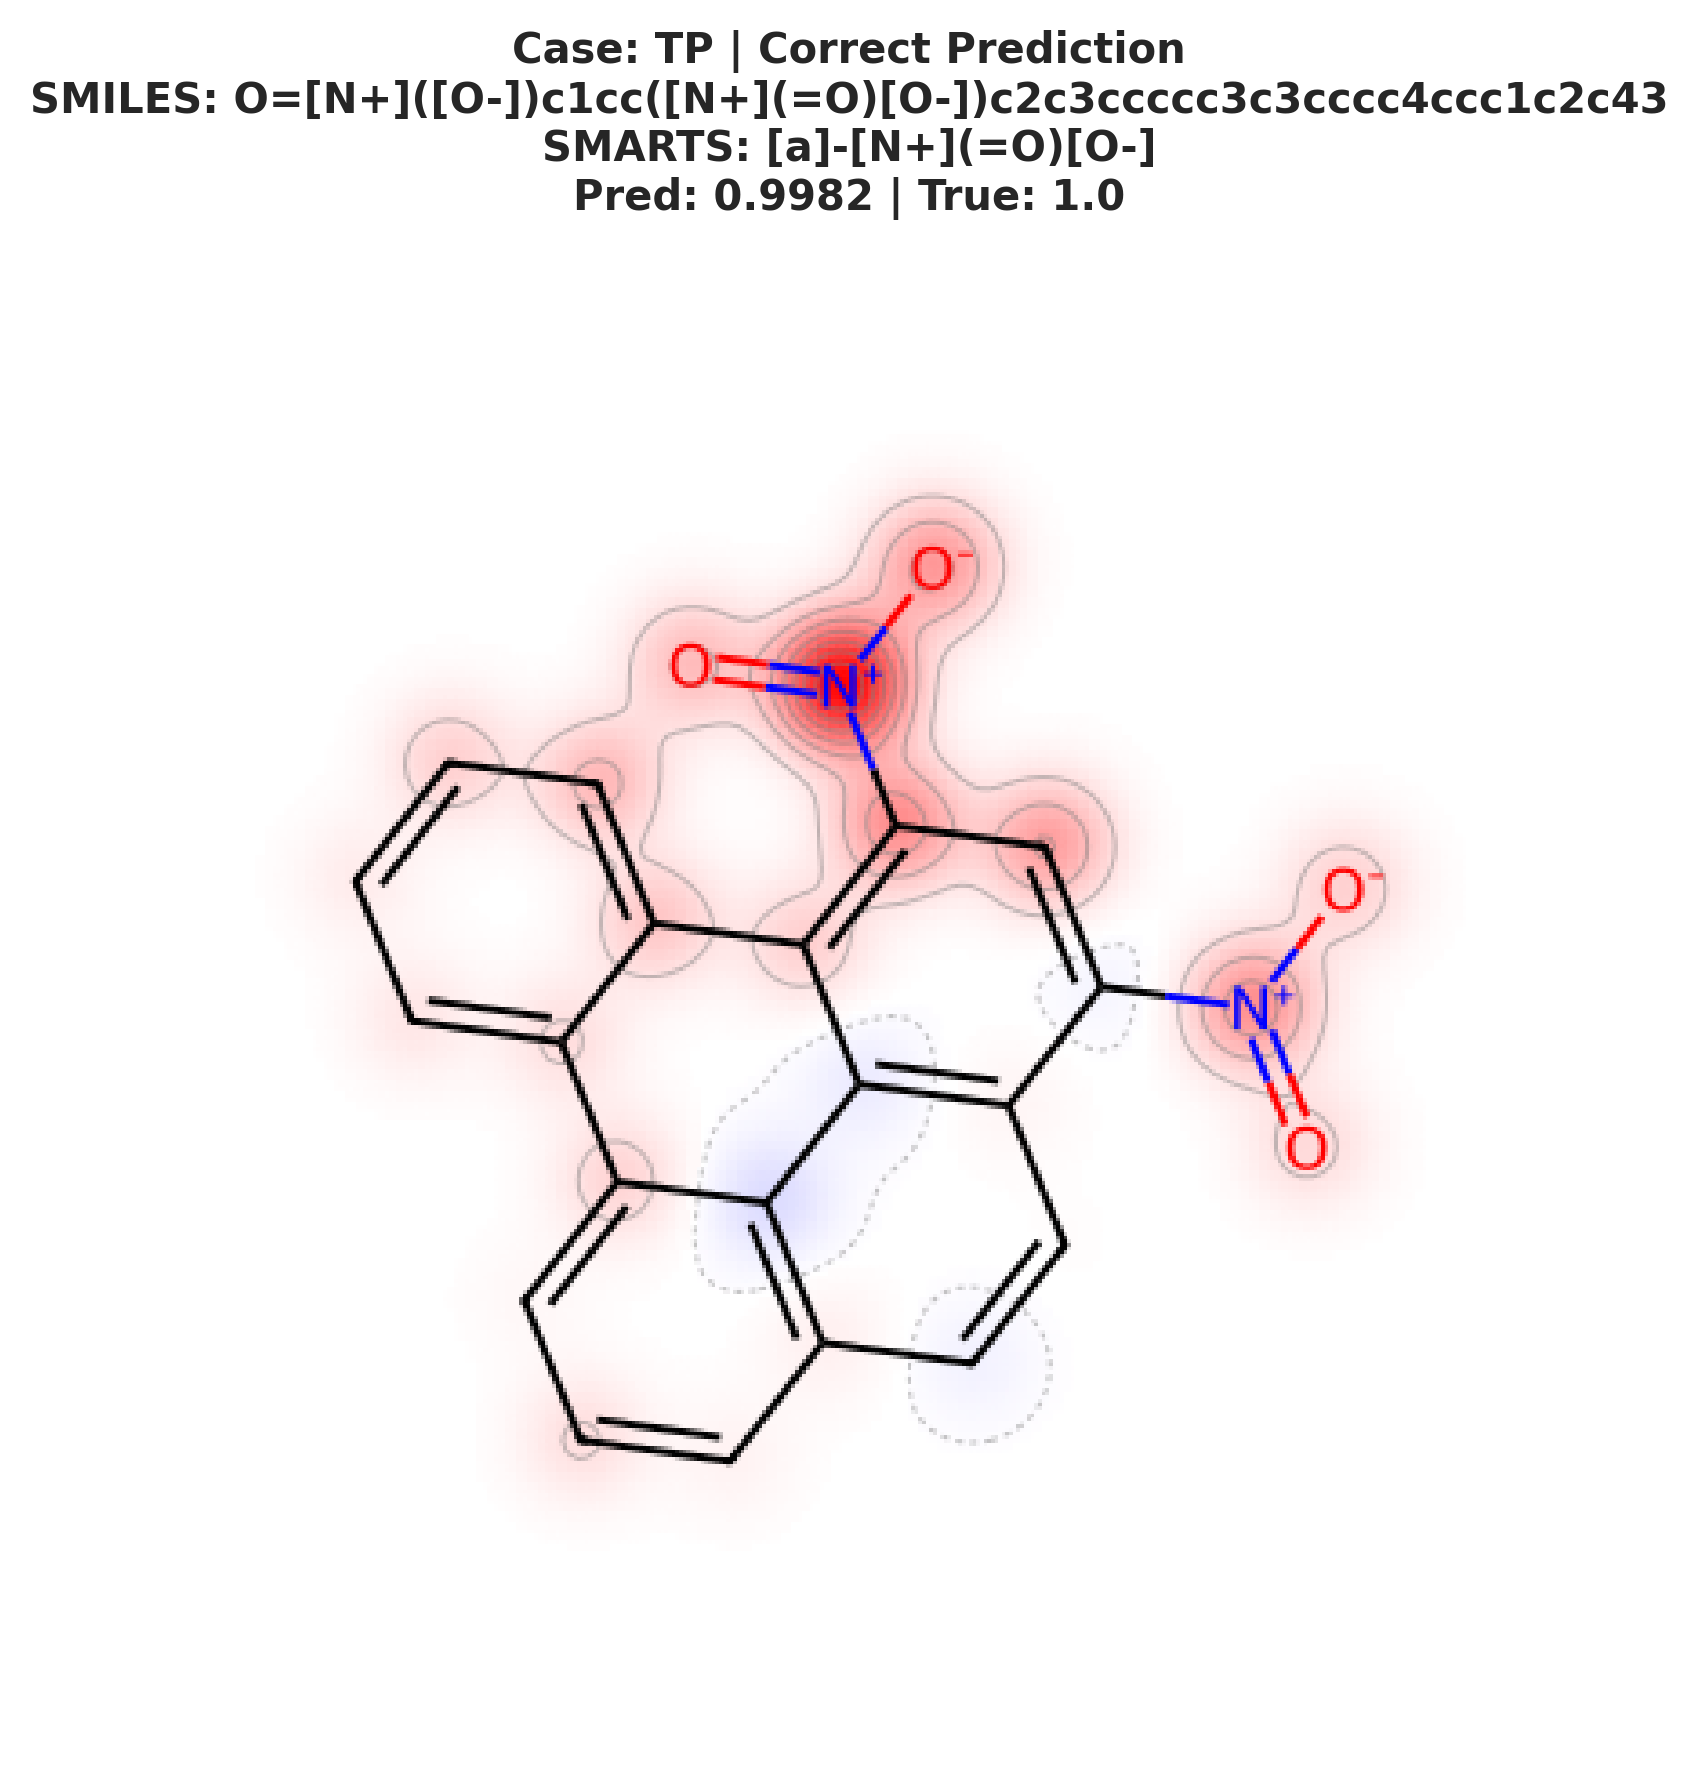 Case: TP | Correct Prediction
SMILES: O=[N+]([O-])c1cc([N+](=O)[O-])c2c3ccccc3c3cccc4ccc1c2c43
SMARTS: [a]-[N+](=O)[O-]
Pred: 0.9982 | True: 1.0
O⁻
O
N⁺
O⁻
N⁺
O